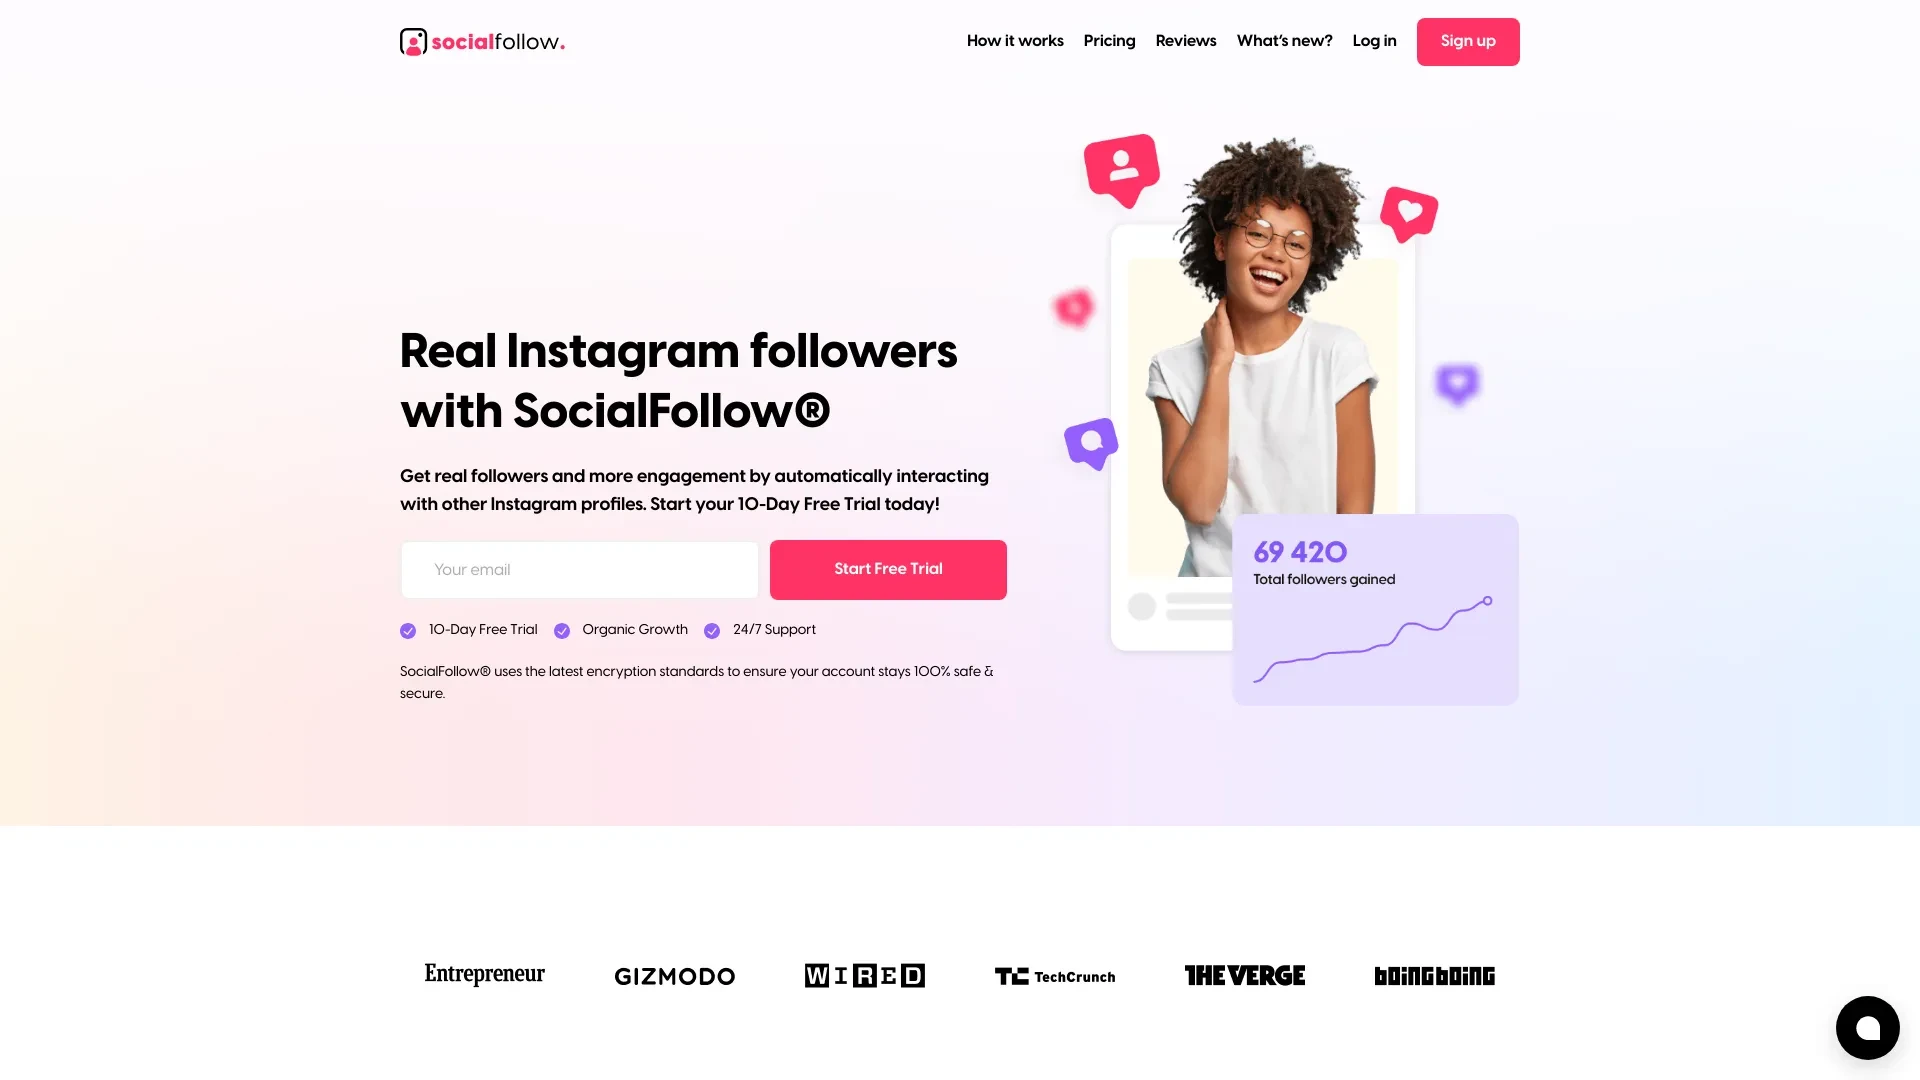 socialfollow.
How it works
Pricing
Reviews
What's new?
Log in
Sign up
Real Instagram followers
with SocialFollow®
Get real followers and more engagement by automatically interacting
with other Instagram profiles. Start your 10-Day Free Trial today!
Your email
Start Free Trial
10-Day Free Trial
Organic Growth
24/7 Support
SocialFollow® uses the latest encryption standards to ensure your account stays 100% safe &
secure.
69 420
Total followers gained
Entrepreneur
GIZMODO
WIRED
TC TechCrunch
THE VERGE
boingboing